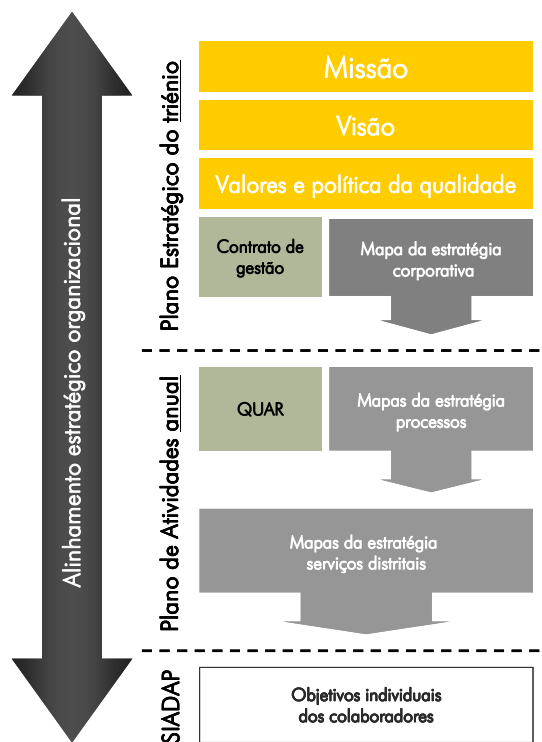 Alinhamento estratégico organizacional
Plano Estratégico do triénio
Missão
Visão
Valores e política da qualidade
Contrato de
gestão
Mapa da estratégia
corporativa
Plano de Atividades anual
QUAR
Mapas da estratégia
processos
Mapas da estratégia
serviços distritais
SIADAP
Objetivos individuais
dos colaboradores